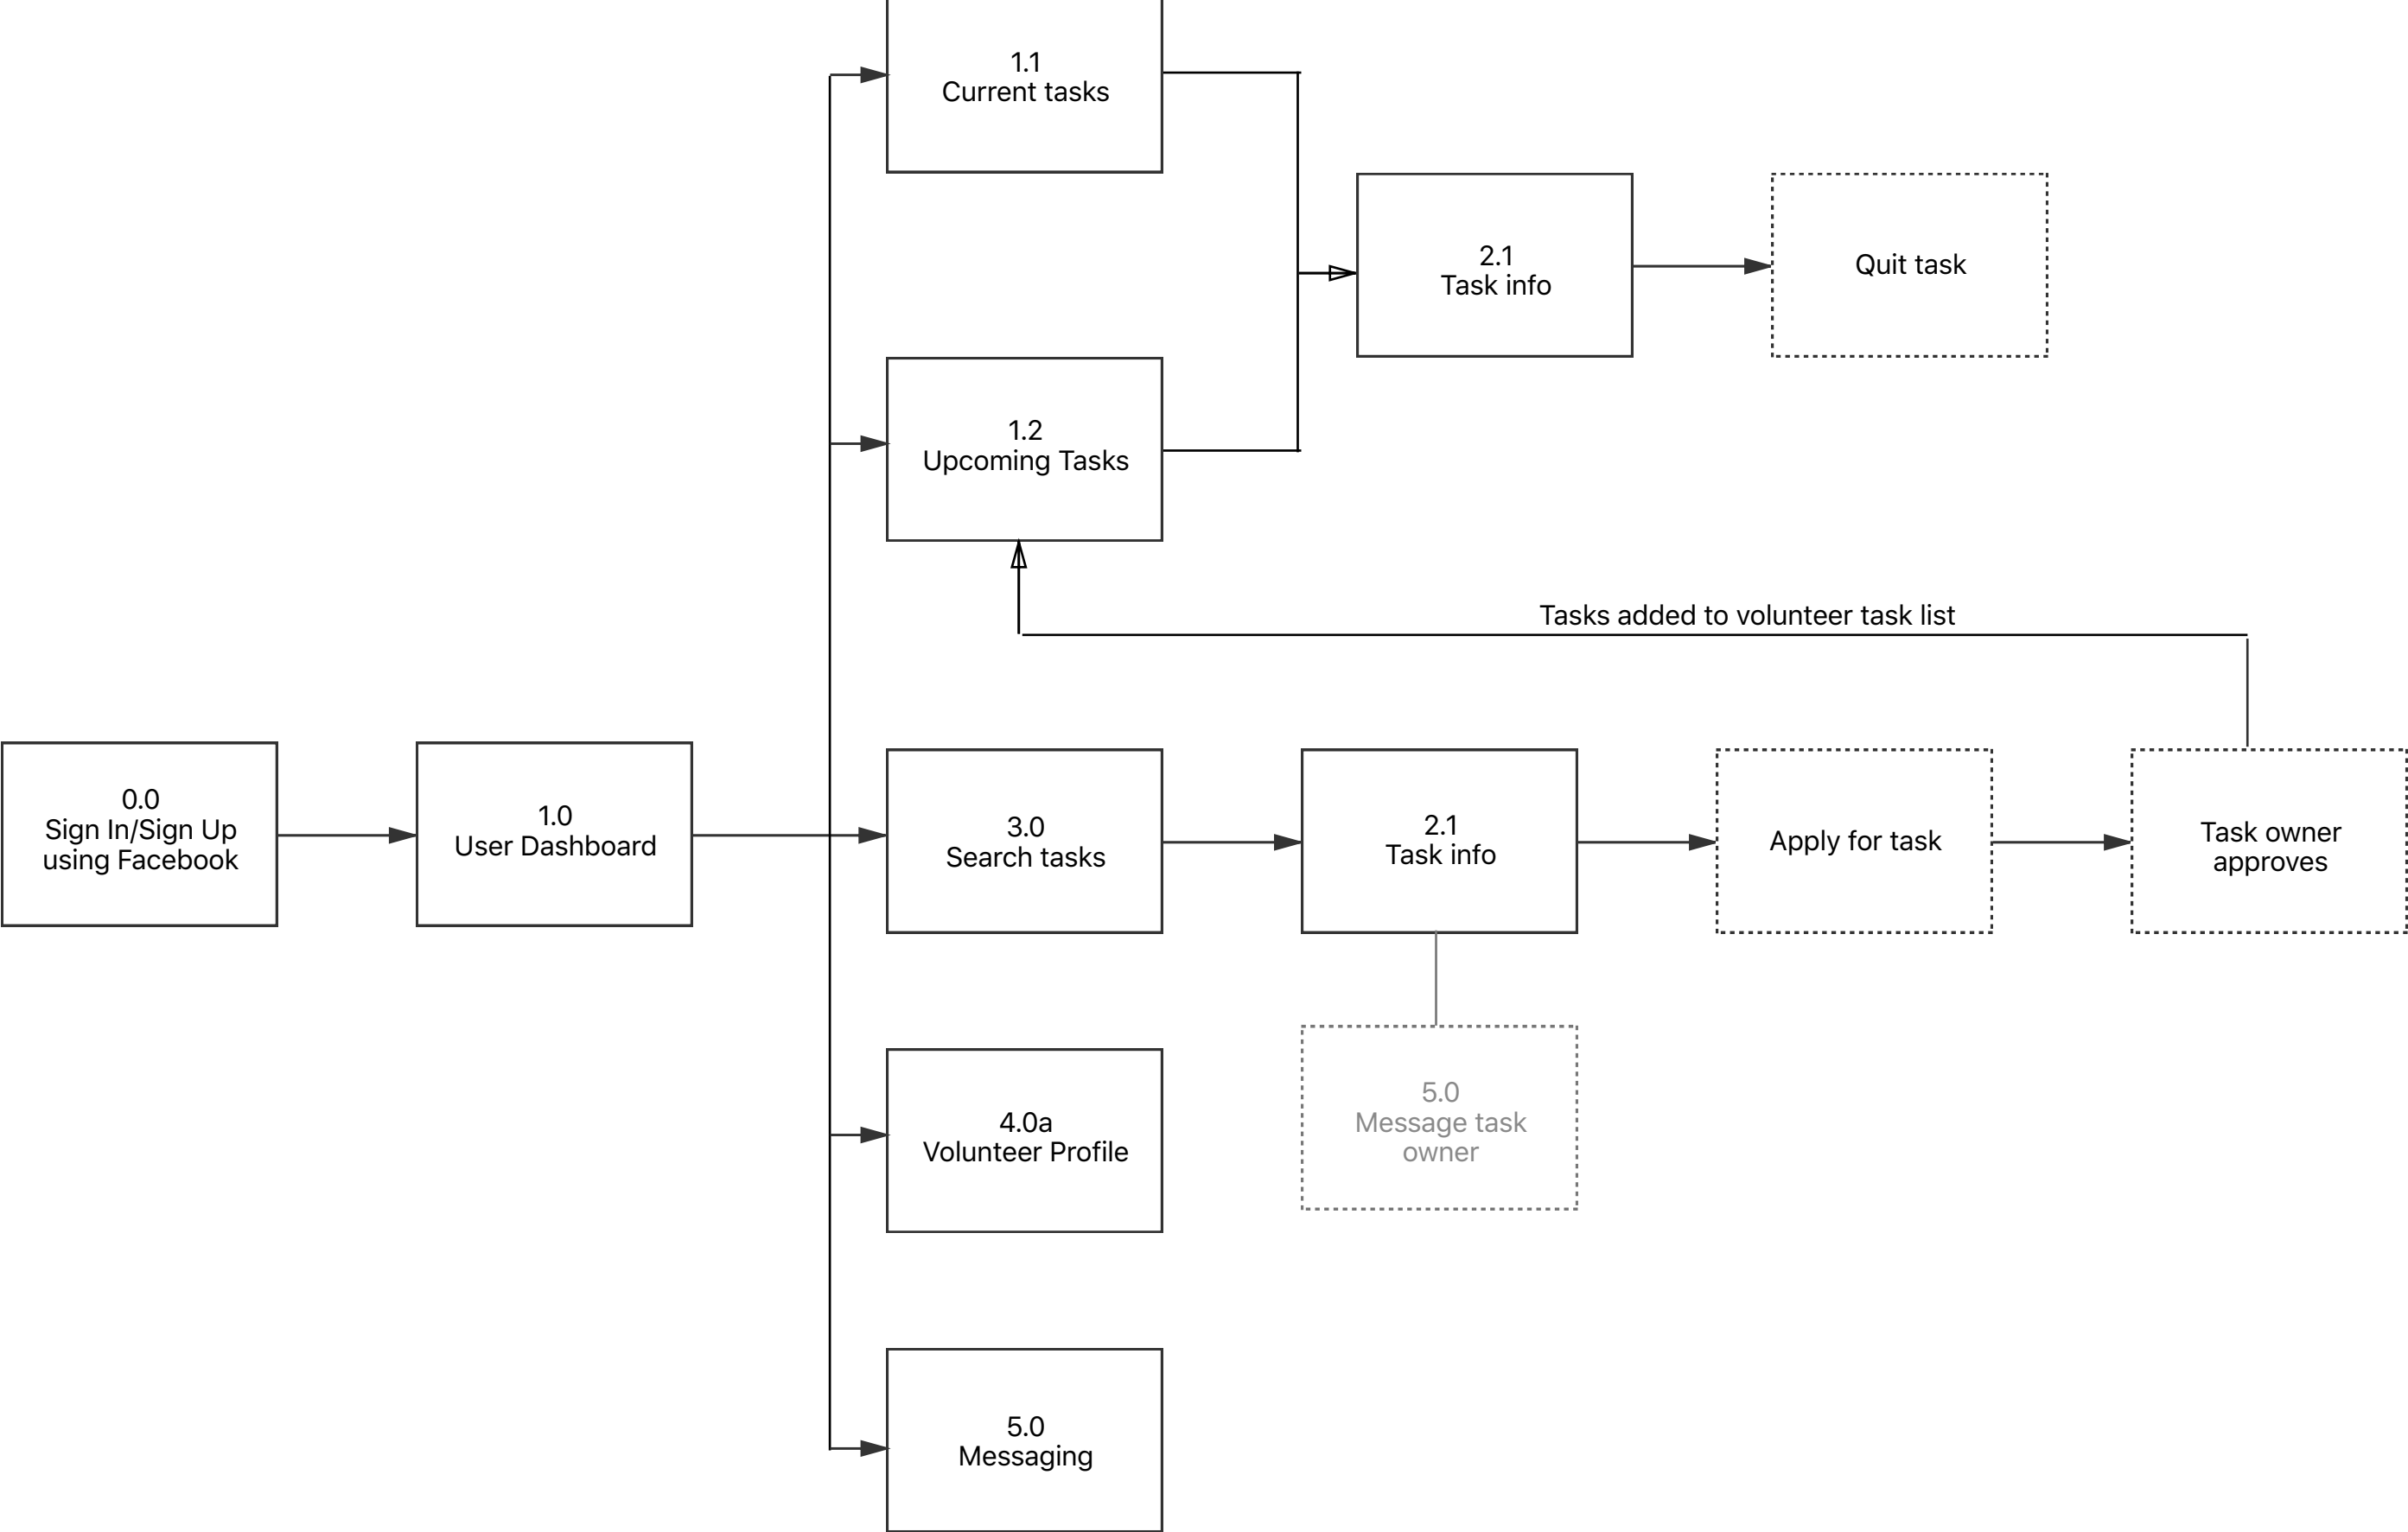 1.1
Current tasks
2.1
Task info
Quit task
1.2
Upcoming Tasks
Tasks added to volunteer task list
0.0
Sign In/Sign Up
using Facebook
1.0
User Dashboard
3.0
Search tasks
2.1
Task info
Apply for task
Task owner
approves
4.0a
Volunteer Profile
5.0
Message task
owner
5.0
Messaging